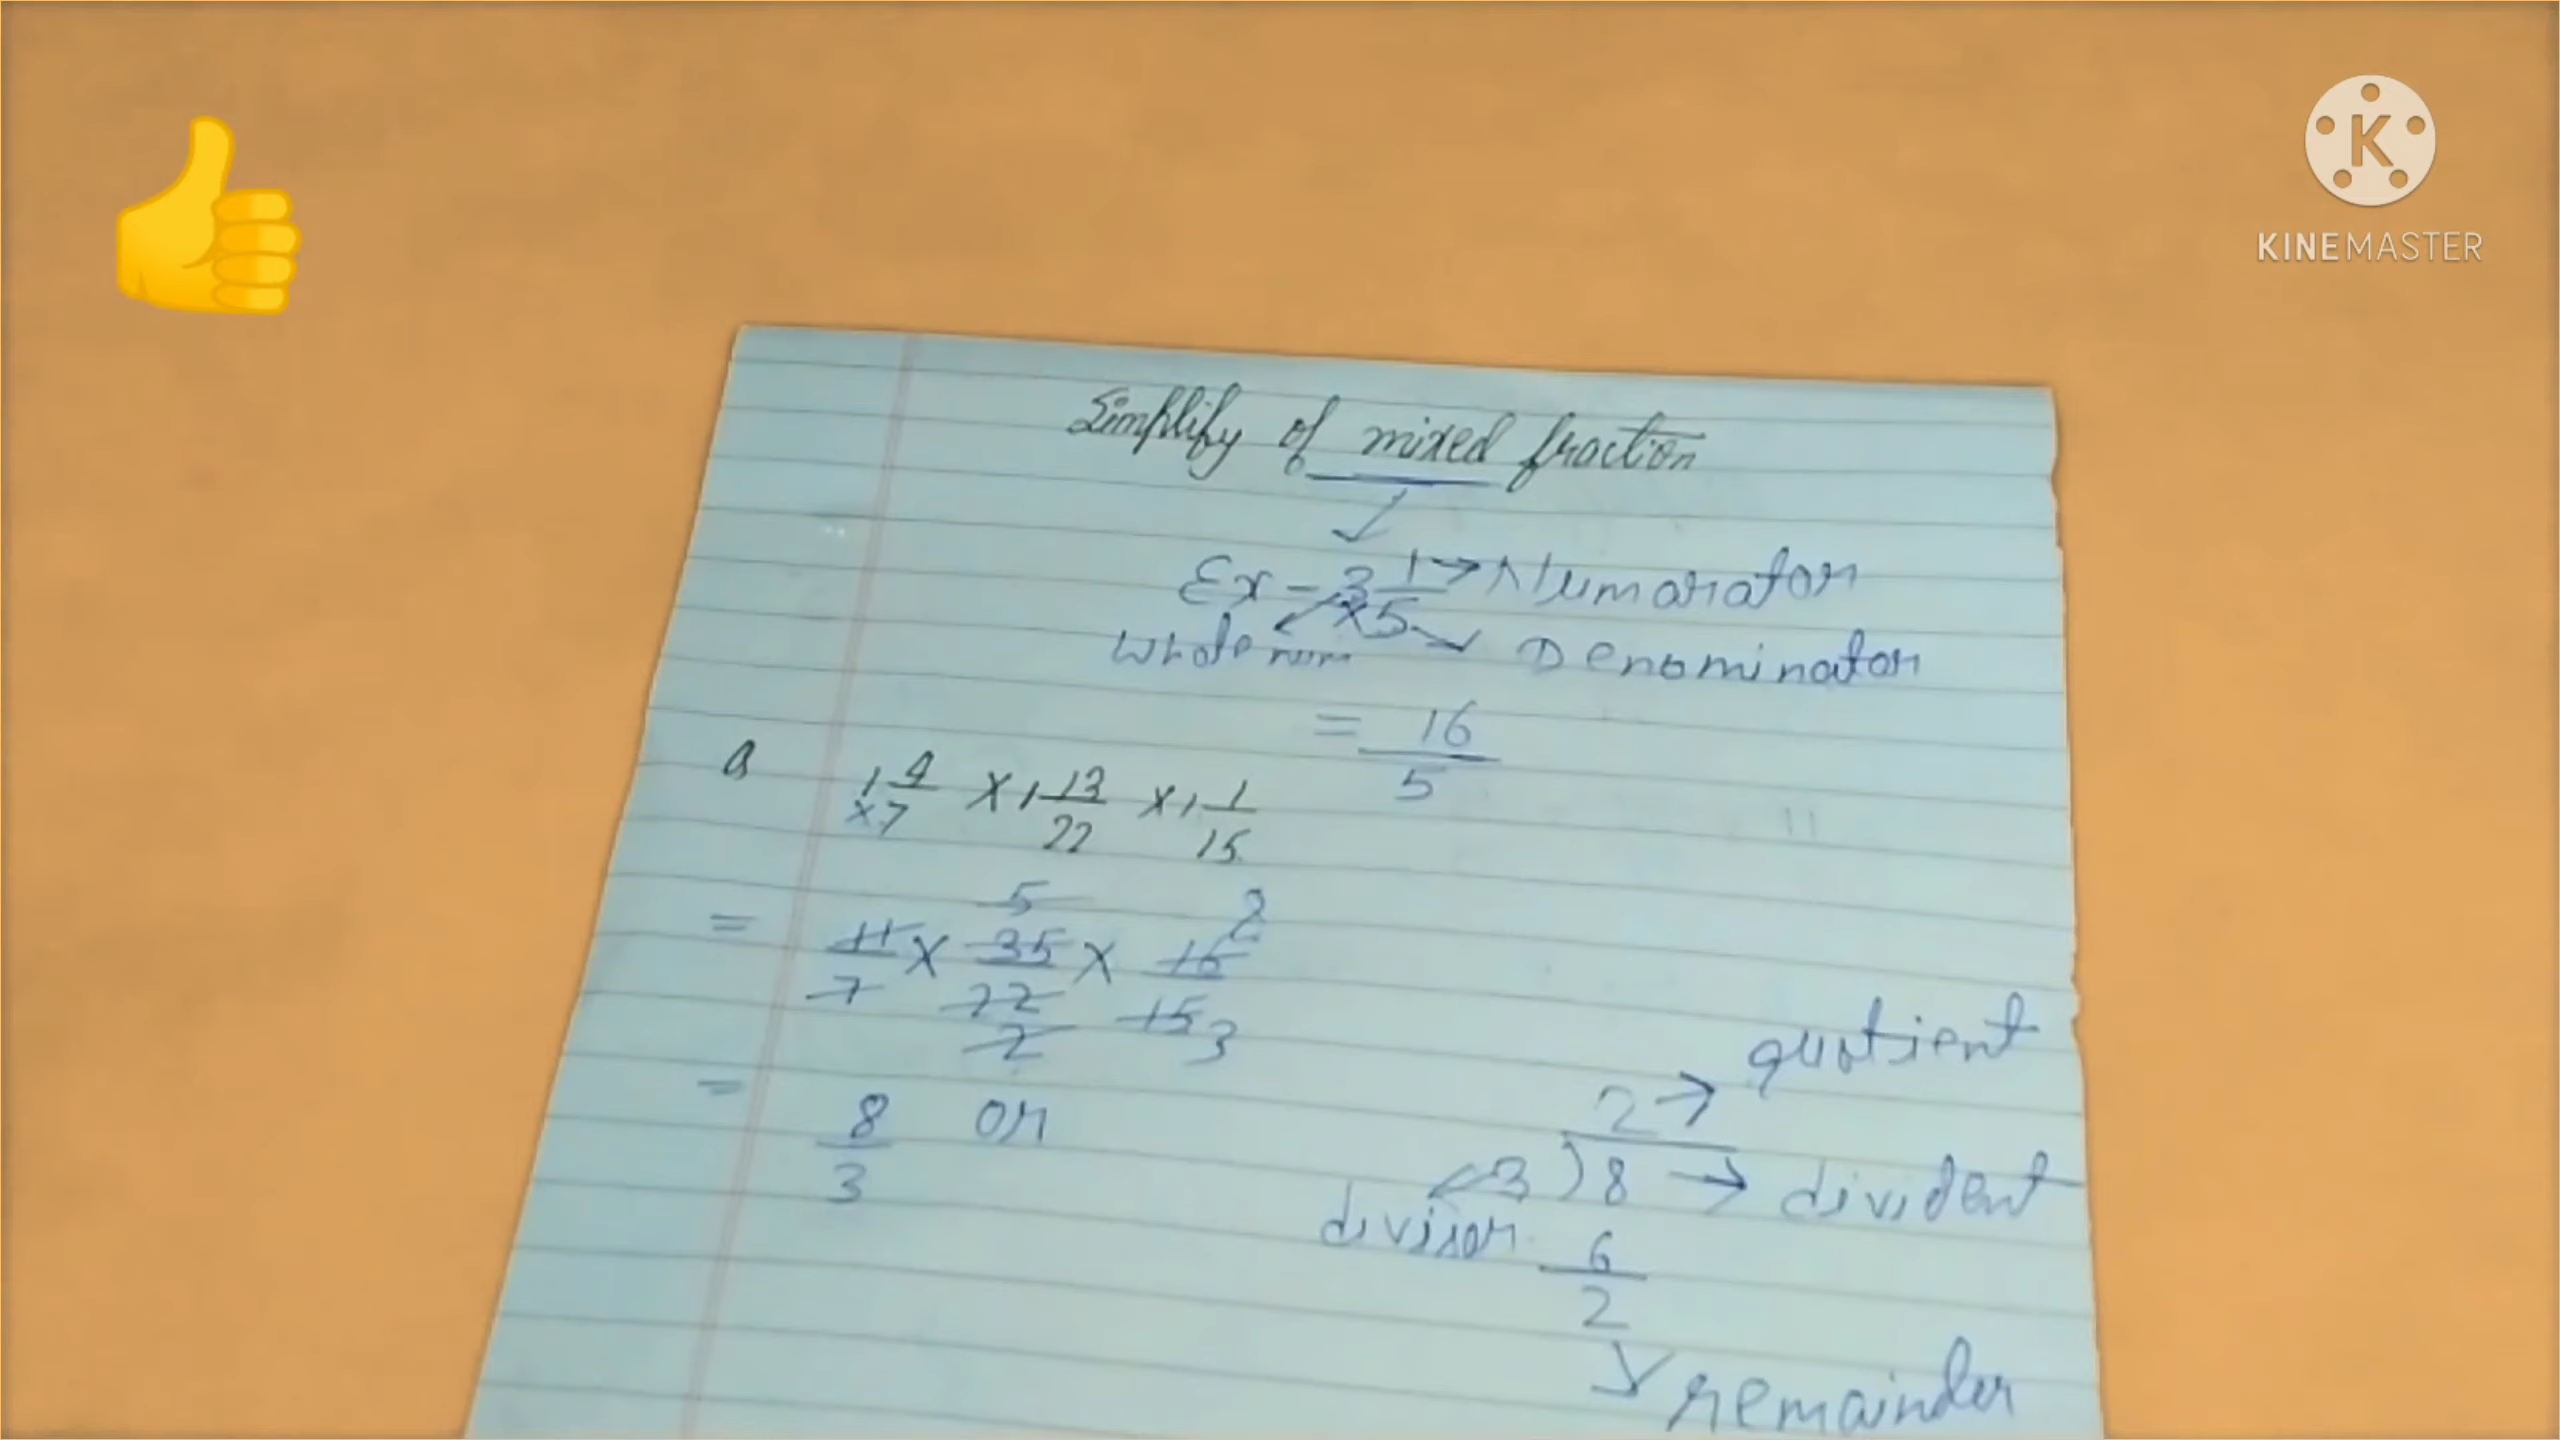 K
KINEMASTER
Simplify of mixed fraction
Ex - 3 1/5 → Numarator
×
whole num
Denominator
= 16/5
Q 1 4/7 × 1 13/22 × 1 1/15
×
= 11/7 × 35/22 × 16/15
5 8
2 3
= 8/3 or
quotient
2 →
3 ) 8 → divident
divisor 6
2
remainder